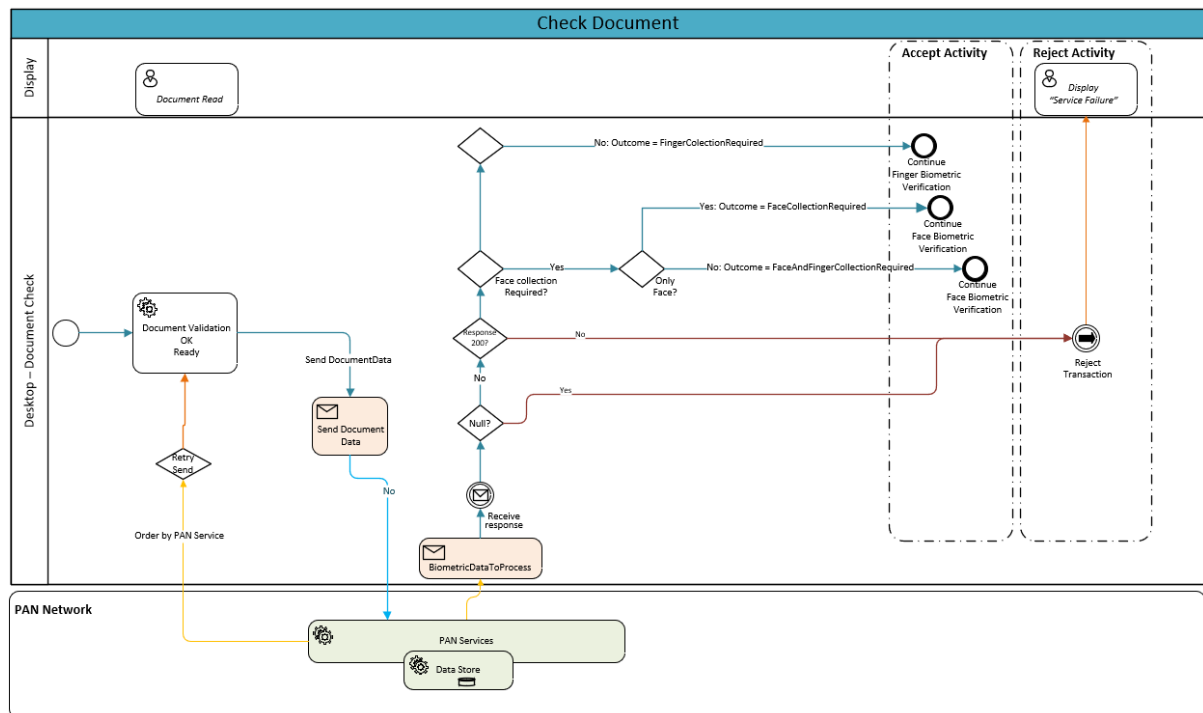 Check Document
Display
Document Read
Accept Activity
Reject Activity
Display
"Service Failure"
Desktop – Document Check
No: Outcome = FingerColectionRequired
Continue
Finger Biometric
Verification
Yes: Outcome = FaceCollectionRequired
Continue
Face Biometric
Verification
Face collection
Required?
Yes
Only
Face?
No: Outcome = FaceAndFingerCollectionRequired
Continue
Face Biometric
Verification
Document Validation
OK
Ready
Response
200?
No
Reject
Transaction
Send DocumentData
No
Yes
Send Document
Data
Null?
Retry
Send
No
Receive
response
Order by PAN Service
BiometricDataToProcess
PAN Network
PAN Services
Data Store